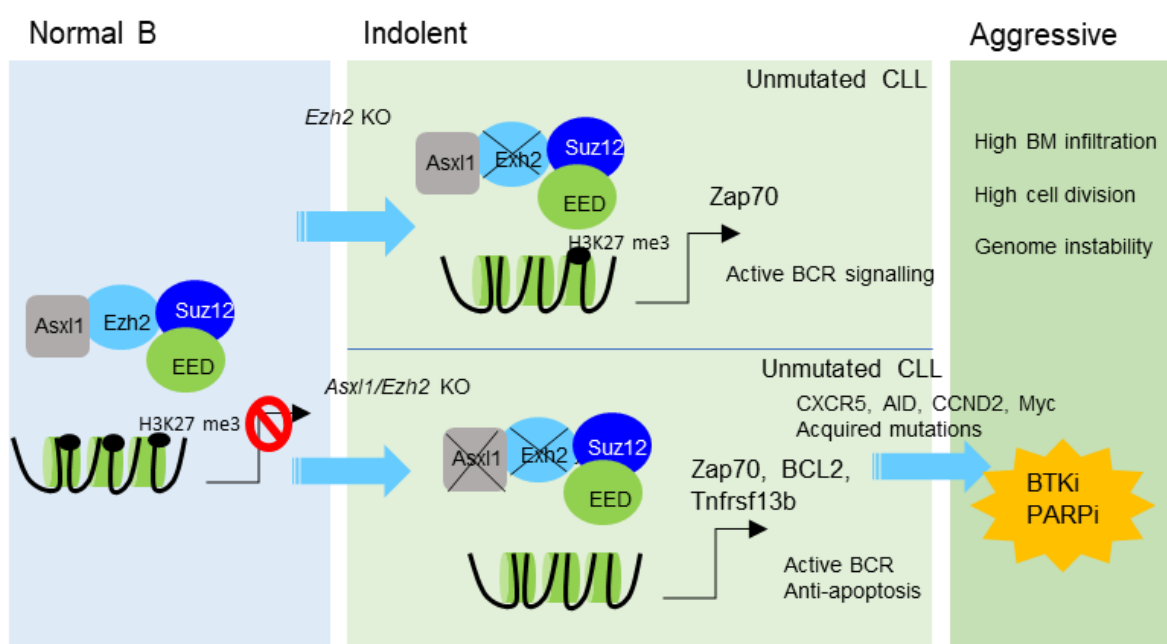 Normal B
Indolent
Aggressive
Unmutated CLL
Ezh2 KO
Asxl1
Exh2
Suz12
EED
H3K27 me3
Zap70
Active BCR signalling
High BM infiltration
High cell division
Genome instability
Asxl1
Ezh2
Suz12
EED
H3K27 me3
Unmutated CLL
Asxl1/Ezh2 KO
CXCR5, AID, CCND2, Myc
Acquired mutations
Asxl1
Exh2
Suz12
EED
Zap70, BCL2,
Tnfrsf13b
Active BCR
Anti-apoptosis
BTKi
PARPi